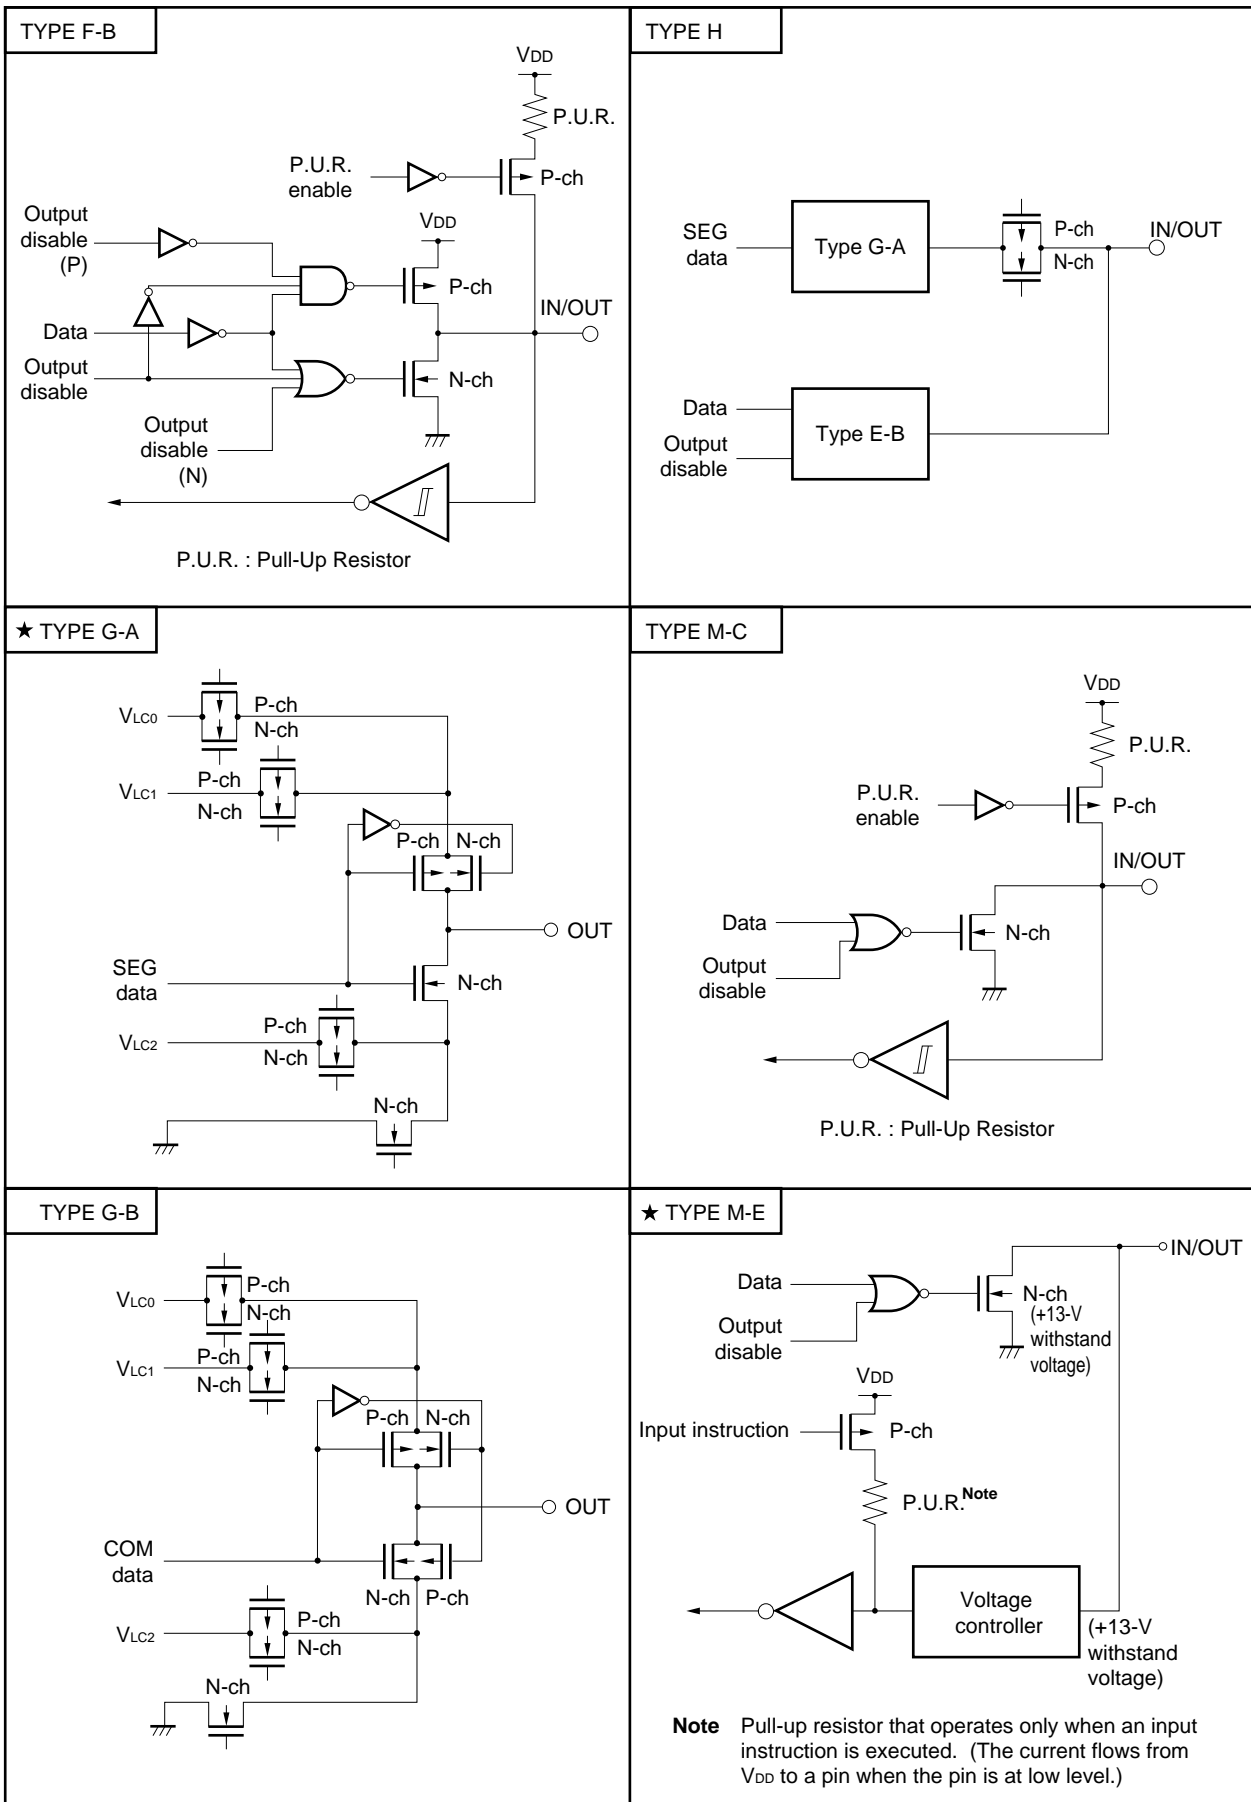 TYPE F-B
VDD
P.U.R.
P.U.R.
enable
P-ch
Output
disable
(P)
VDD
P-ch
IN/OUT
Data
Output
disable
N-ch
Output
disable
(N)
P.U.R. : Pull-Up Resistor
TYPE H
SEG
data
Type G-A
P-ch
N-ch
IN/OUT
Data
Output
disable
Type E-B
★ TYPE G-A
VLC0
P-ch
N-ch
VLC1
P-ch
N-ch
P-ch N-ch
OUT
SEG
data
N-ch
VLC2
P-ch
N-ch
N-ch
TYPE M-C
VDD
P.U.R.
P.U.R.
enable
P-ch
IN/OUT
Data
Output
disable
N-ch
P.U.R. : Pull-Up Resistor
TYPE G-B
VLC0
P-ch
N-ch
VLC1
P-ch
N-ch
P-ch N-ch
OUT
COM
data
N-ch P-ch
VLC2
P-ch
N-ch
N-ch
★ TYPE M-E
IN/OUT
Data
Output
disable
N-ch
(+13-V
withstand
voltage)
VDD
Input instruction
P-ch
P.U.R.Note
Voltage
controller
(+13-V
withstand
voltage)
Note Pull-up resistor that operates only when an input
instruction is executed. (The current flows from
VDD to a pin when the pin is at low level.)